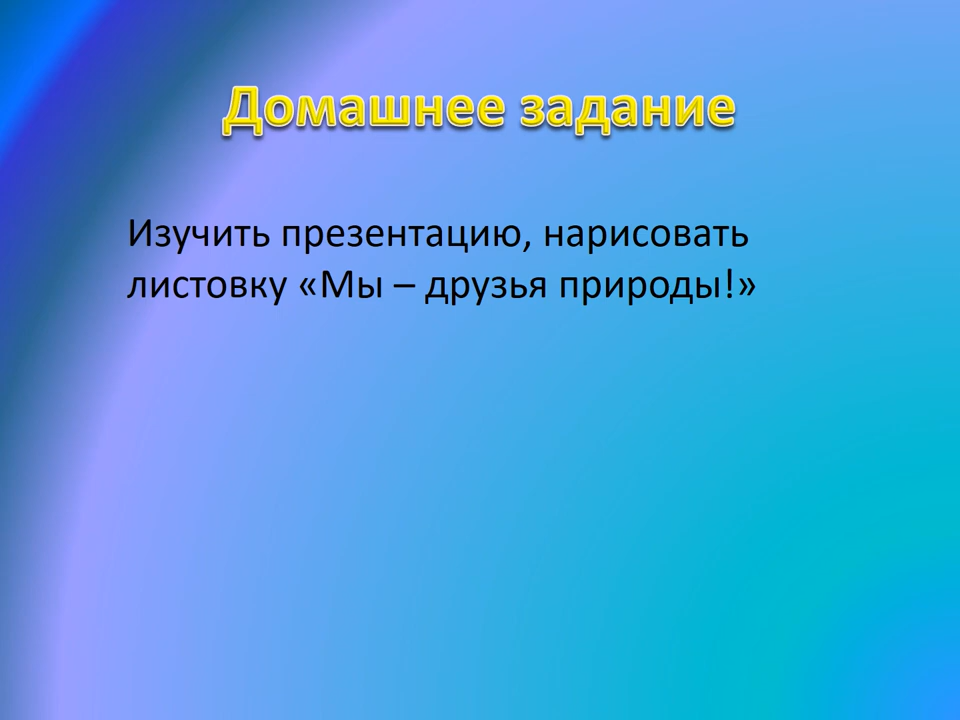 Домашнее задание
Изучить презентацию, нарисовать
листовку «Мы – друзья природы!»